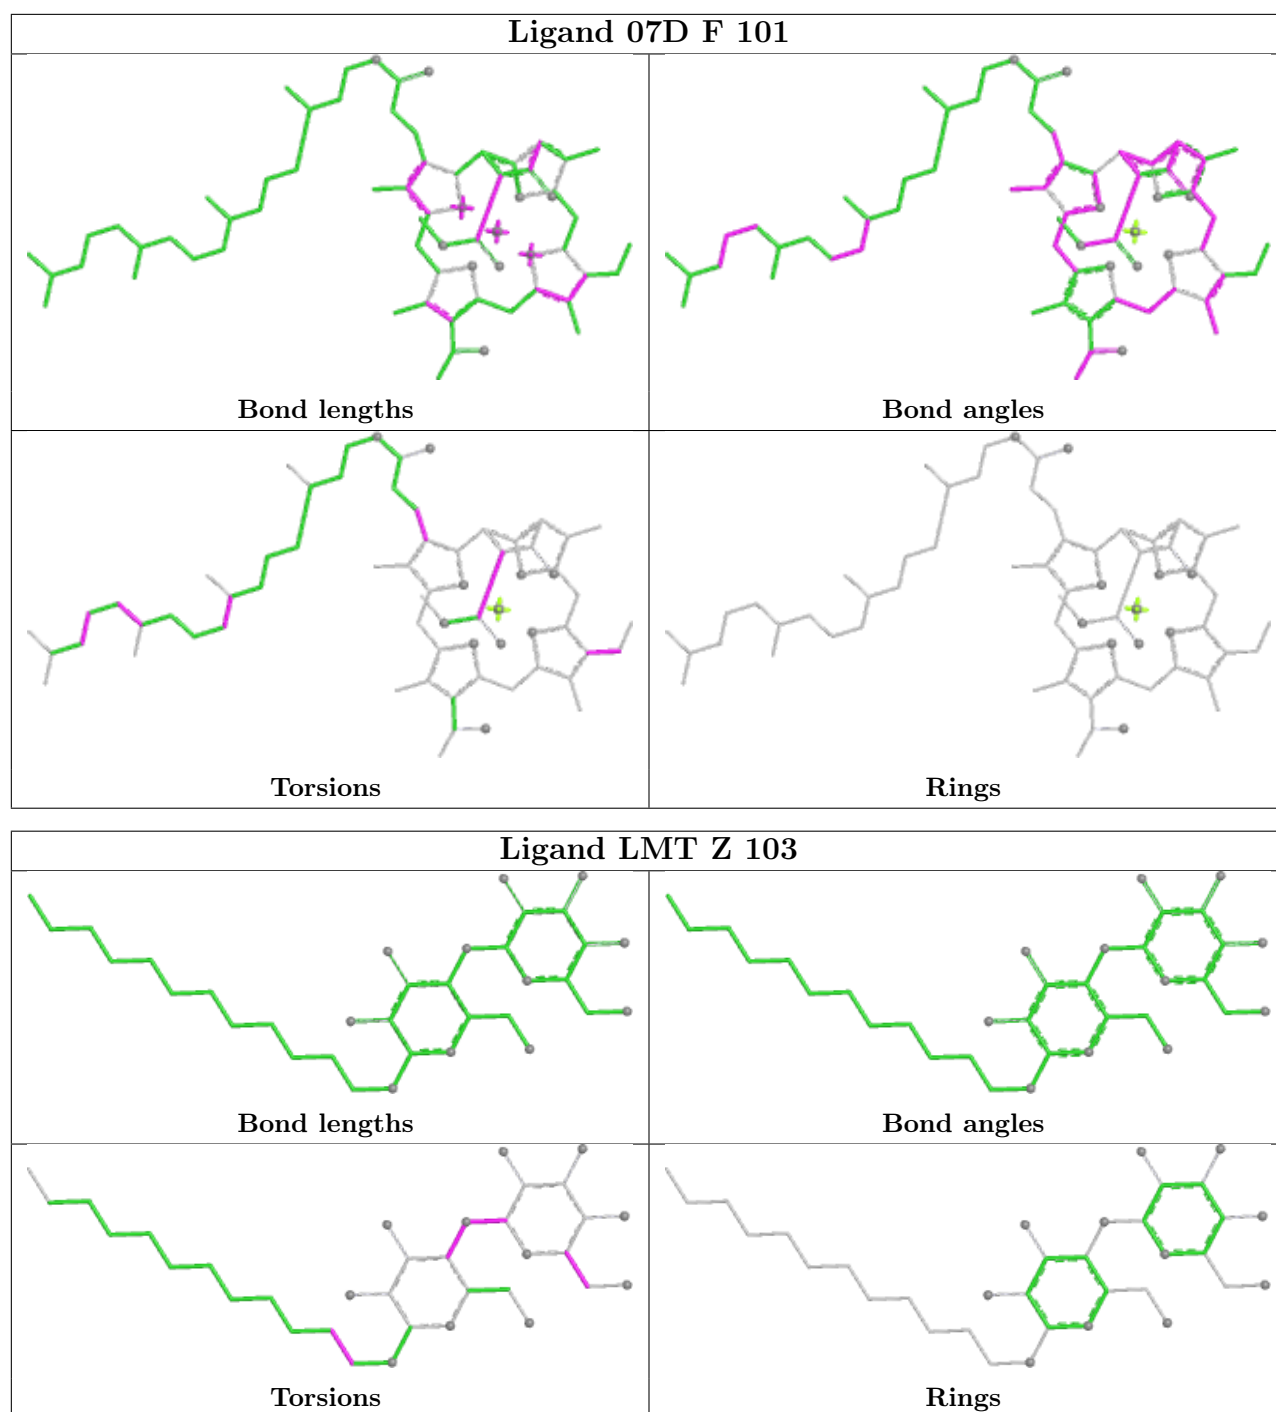 Ligand 07D F 101
Bond lengths
Bond angles
Torsions
Rings
Ligand LMT Z 103
Bond lengths
Bond angles
Torsions
Rings